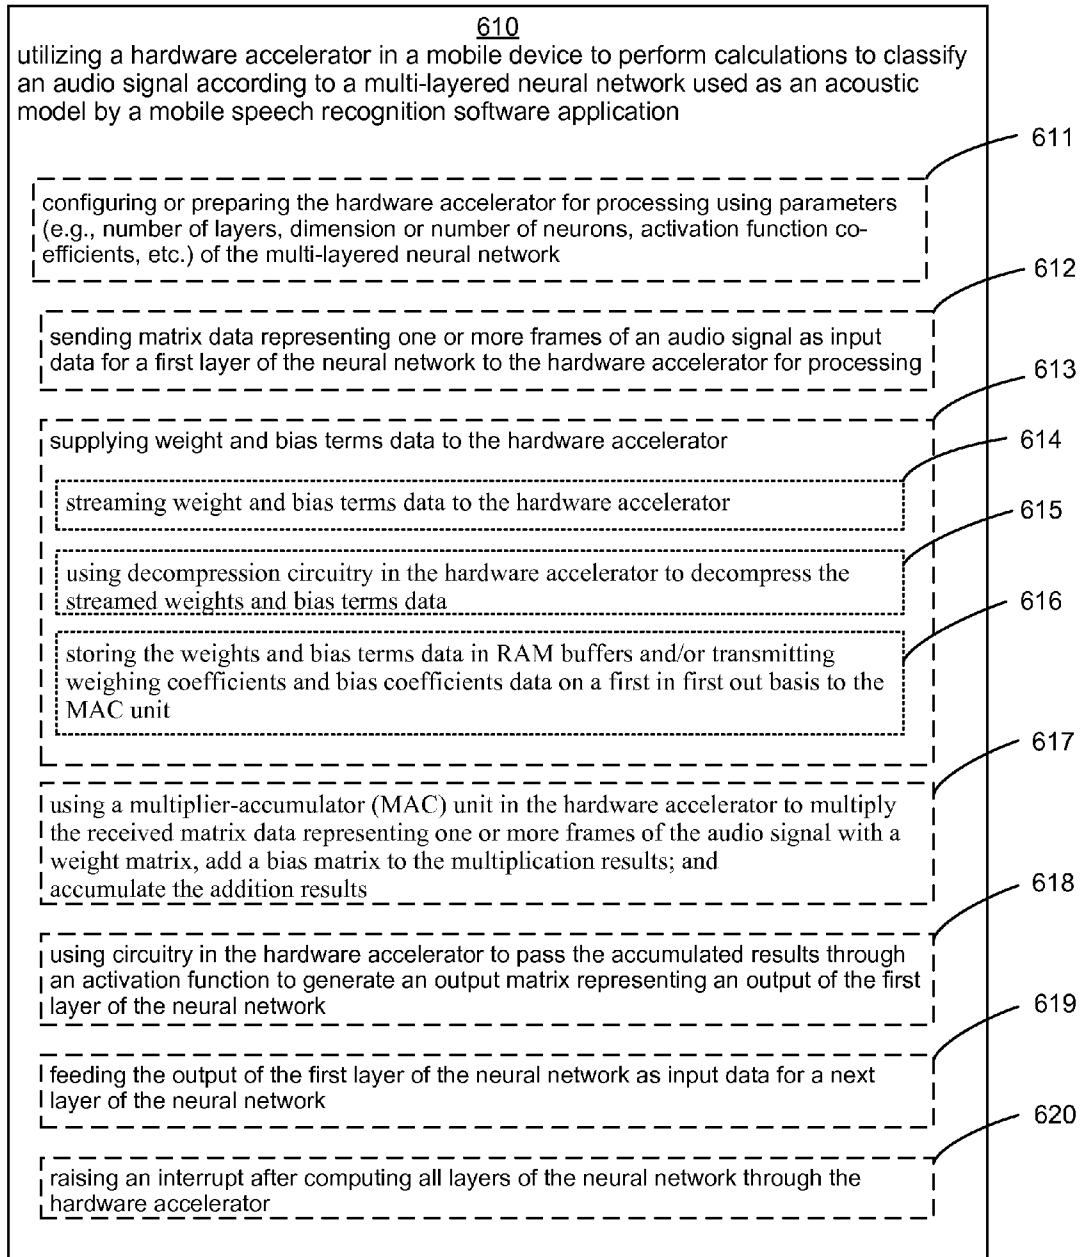 610
utilizing a hardware accelerator in a mobile device to perform calculations to classify
an audio signal according to a multi-layered neural network used as an acoustic
model by a mobile speech recognition software application
611
configuring or preparing the hardware accelerator for processing using parameters
(e.g., number of layers, dimension or number of neurons, activation function co-
efficients, etc.) of the multi-layered neural network
612
sending matrix data representing one or more frames of an audio signal as input
data for a first layer of the neural network to the hardware accelerator for processing
613
supplying weight and bias terms data to the hardware accelerator
614
streaming weight and bias terms data to the hardware accelerator
615
using decompression circuitry in the hardware accelerator to decompress the
streamed weights and bias terms data
616
storing the weights and bias terms data in RAM buffers and/or transmitting
weighing coefficients and bias coefficients data on a first in first out basis to the
MAC unit
617
using a multiplier-accumulator (MAC) unit in the hardware accelerator to multiply
the received matrix data representing one or more frames of the audio signal with a
weight matrix, add a bias matrix to the multiplication results; and
accumulate the addition results
618
using circuitry in the hardware accelerator to pass the accumulated results through
an activation function to generate an output matrix representing an output of the first
layer of the neural network
619
feeding the output of the first layer of the neural network as input data for a next
layer of the neural network
620
raising an interrupt after computing all layers of the neural network through the
hardware accelerator